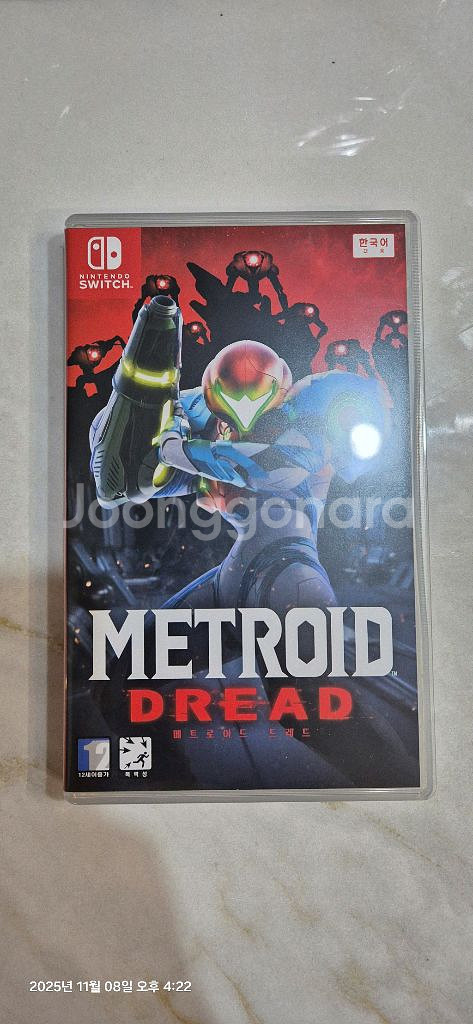 NINTENDO
SWITCH™
한국어
Joonggonara
METROID™
DREAD
메트로이드 드레드
12
12세이용가
폭력성
2025년 11월 08일 오후 4:22